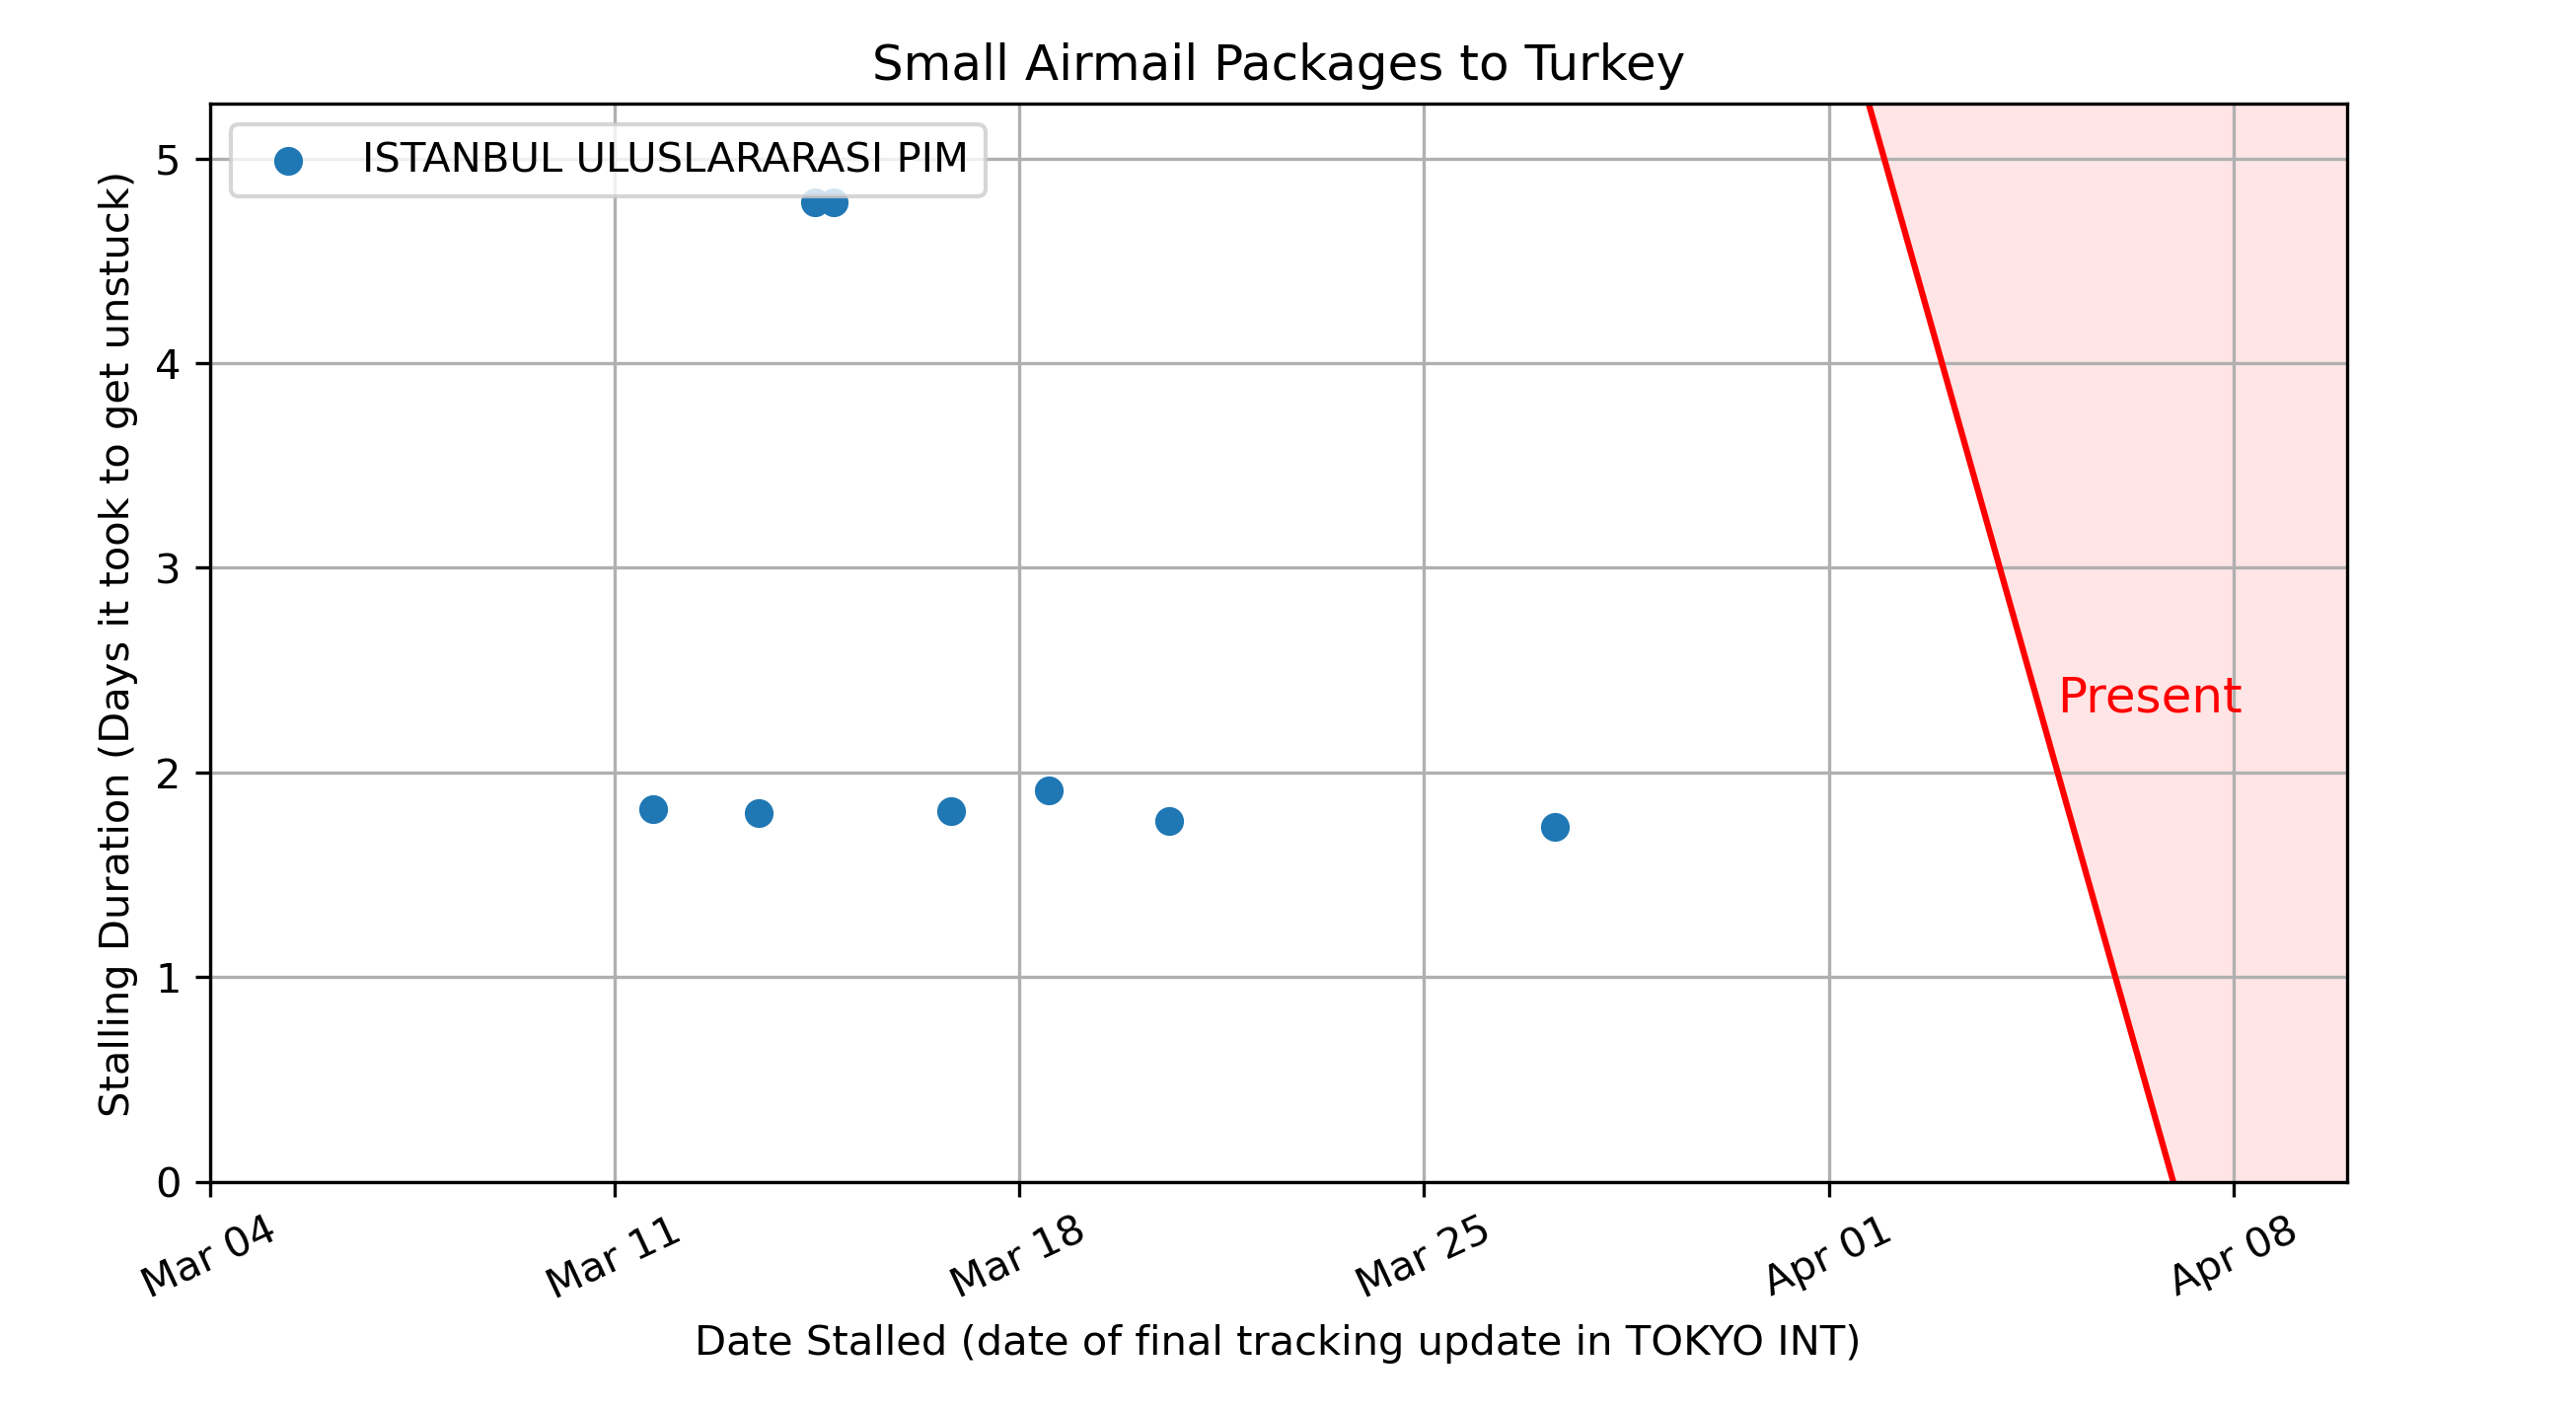 Small Airmail Packages to Turkey
ISTANBUL ULUSLARARASI PIM
Stalling Duration (Days it took to get unstuck)
5
4
3
2
1
0
Present
Mar 04
Mar 11
Mar 18
Mar 25
Apr 01
Apr 08
Date Stalled (date of final tracking update in TOKYO INT)